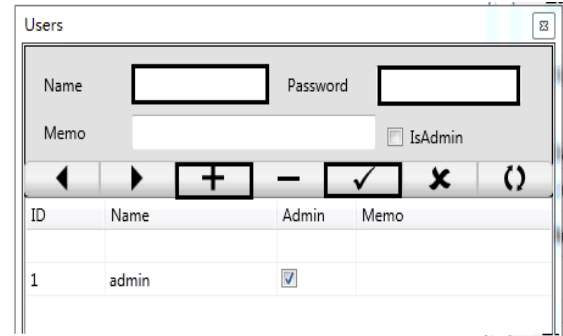 Users
Name Password
Memo IsAdmin
ID Name Admin Memo
1 admin